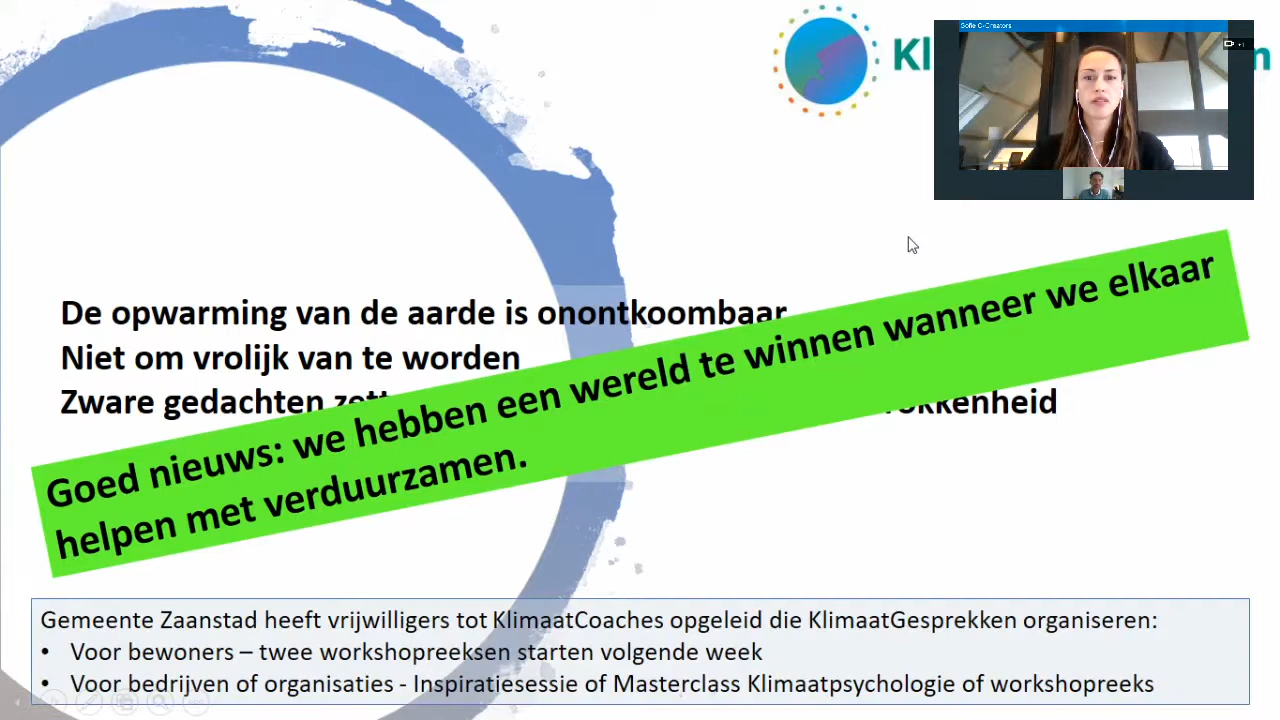 Kl
m
Sofie C-Creators
+1
De opwarming van de aarde is onontkoombaar
Niet om vrolijk van te worden
Zware gedachten
Goed nieuws: we hebben een wereld te winnen wanneer we elkaar
helpen met verduurzamen.
Gemeente Zaanstad heeft vrijwilligers tot KlimaatCoaches opgeleid die KlimaatGesprekken organiseren:
• Voor bewoners – twee workshopreeksen starten volgende week
• Voor bedrijven of organisaties - Inspiratiesessie of Masterclass Klimaatpsychologie of workshopreeks